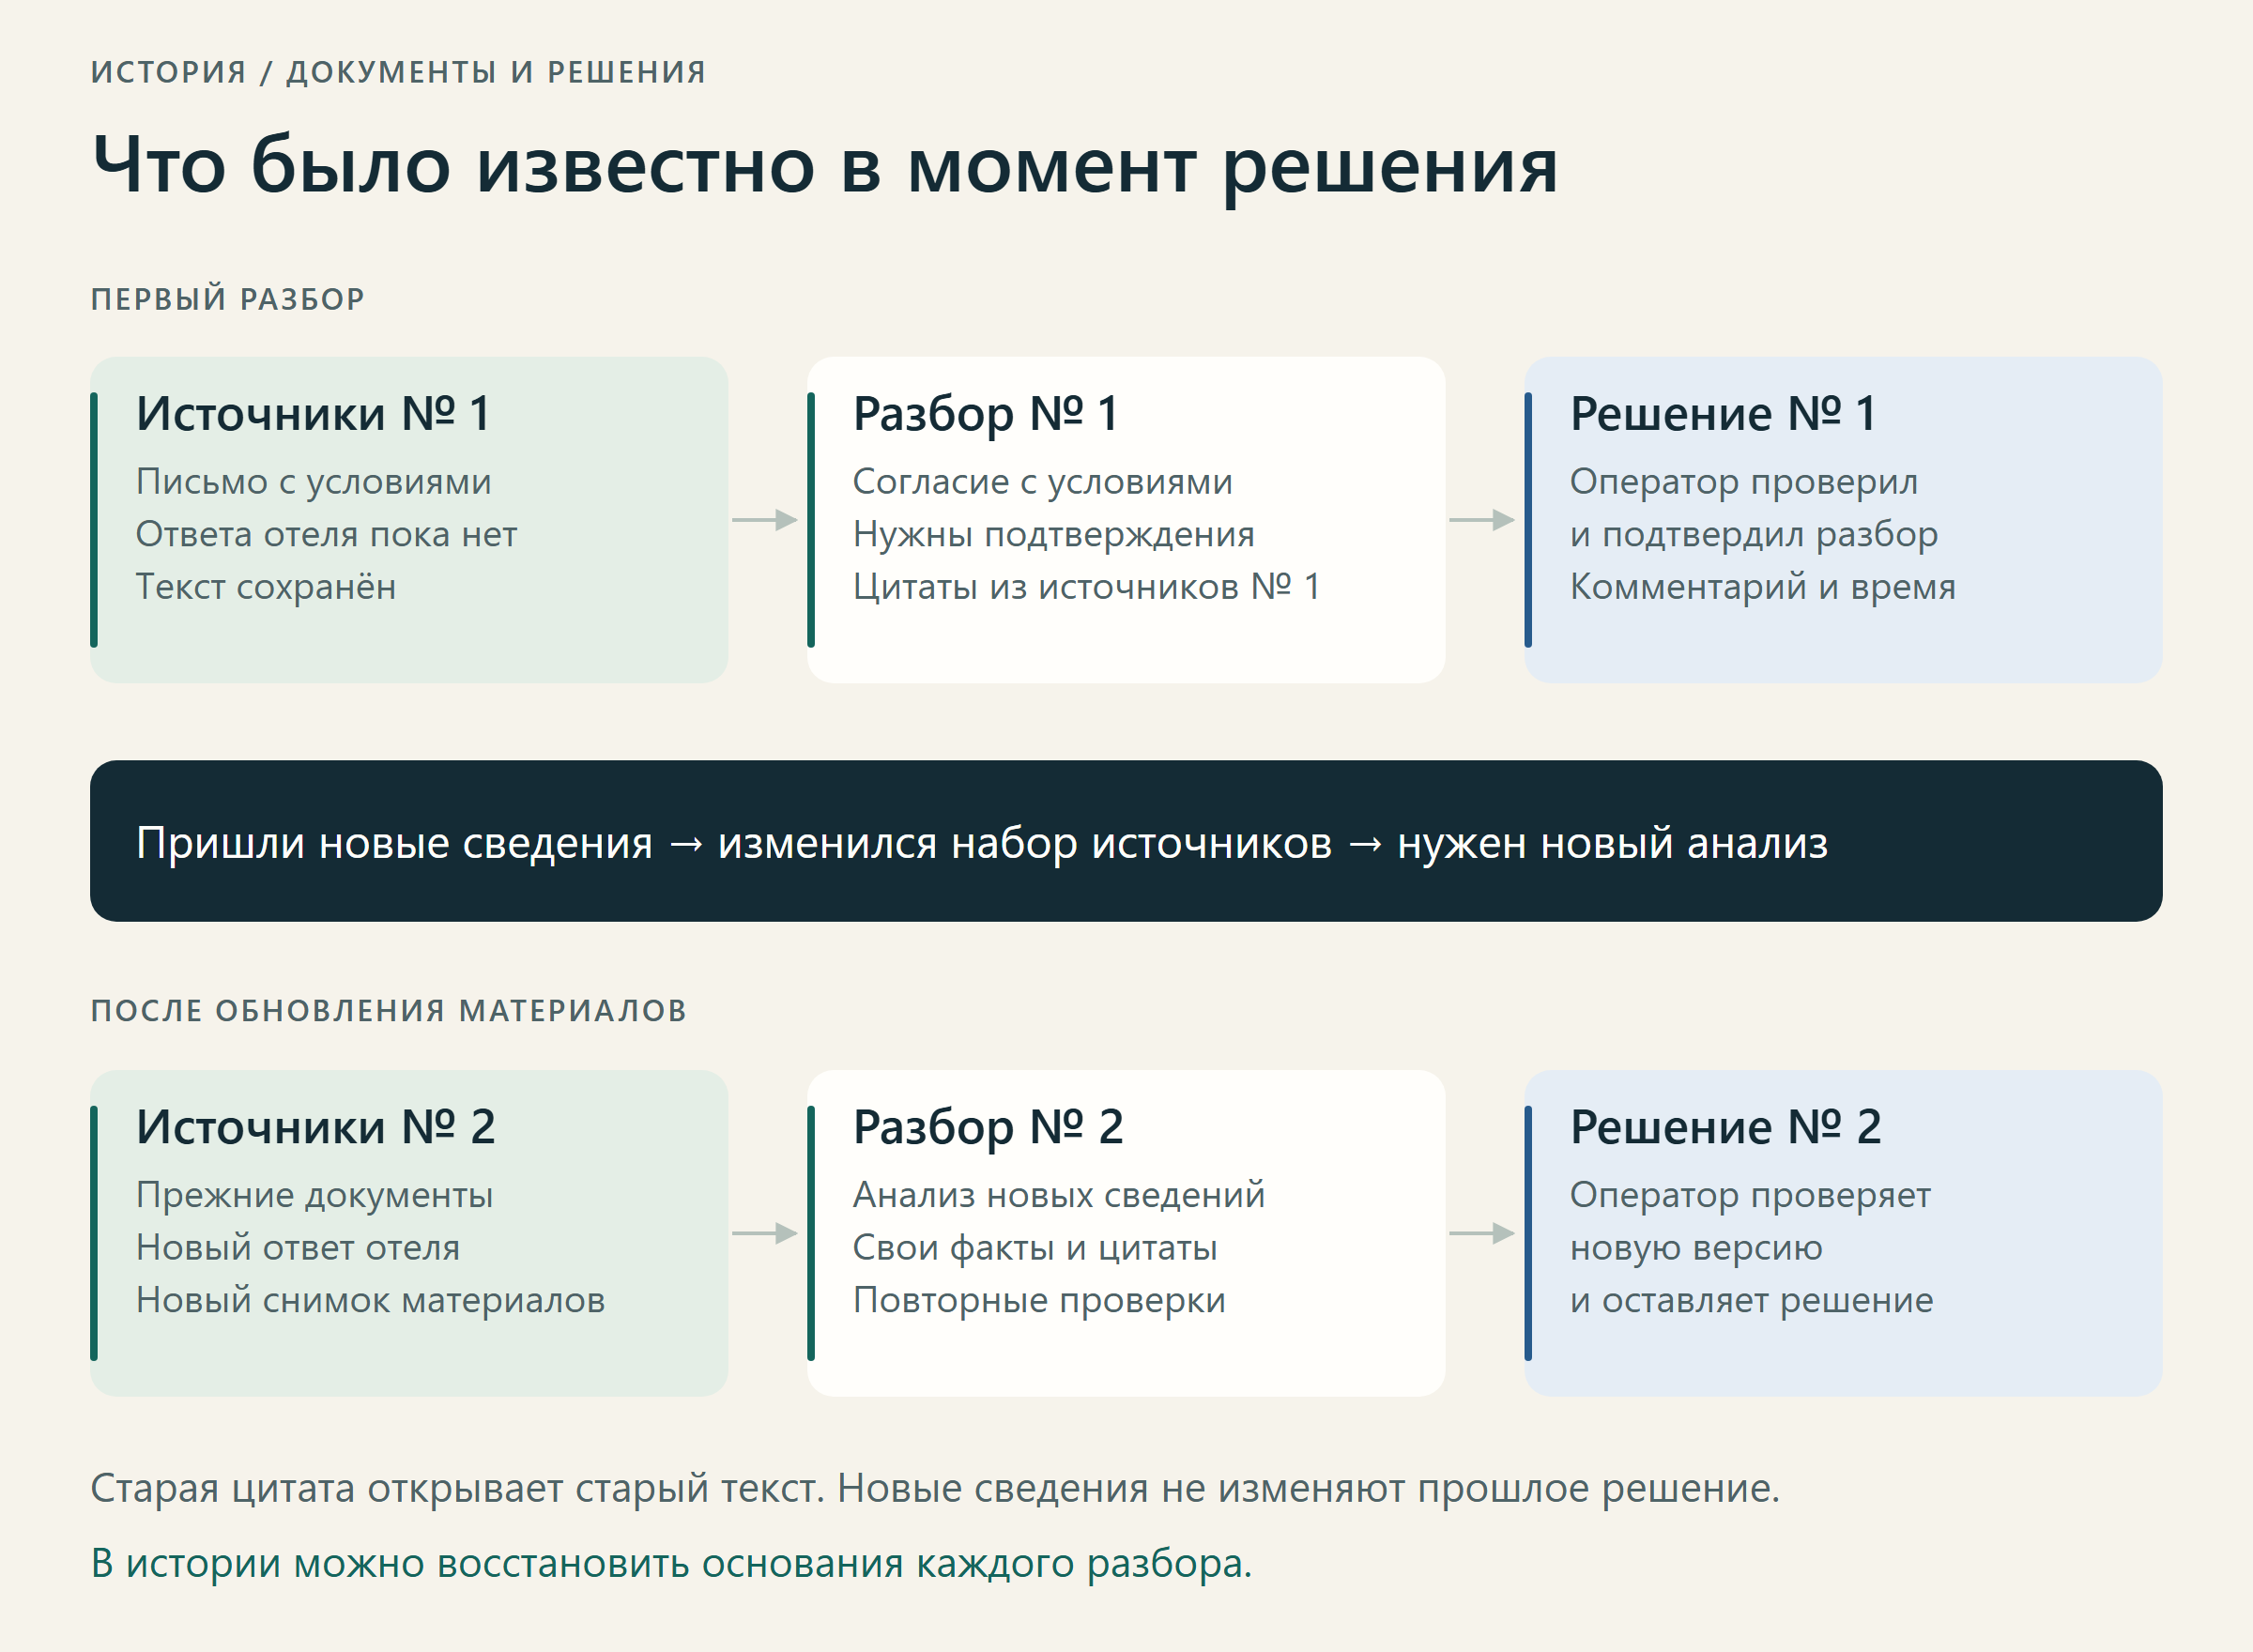 ИСТОРИЯ / ДОКУМЕНТЫ И РЕШЕНИЯ
Что было известно в момент решения
ПЕРВЫЙ РАЗБОР
Источники № 1
Письмо с условиями
Ответа отеля пока нет
Текст сохранён
Разбор № 1
Согласие с условиями
Нужны подтверждения
Цитаты из источников № 1
Решение № 1
Оператор проверил
и подтвердил разбор
Комментарий и время
Пришли новые сведения → изменился набор источников → нужен новый анализ
ПОСЛЕ ОБНОВЛЕНИЯ МАТЕРИАЛОВ
Источники № 2
Прежние документы
Новый ответ отеля
Новый снимок материалов
Разбор № 2
Анализ новых сведений
Свои факты и цитаты
Повторные проверки
Решение № 2
Оператор проверяет
новую версию
и оставляет решение
Старая цитата открывает старый текст. Новые сведения не изменяют прошлое решение.
В истории можно восстановить основания каждого разбора.